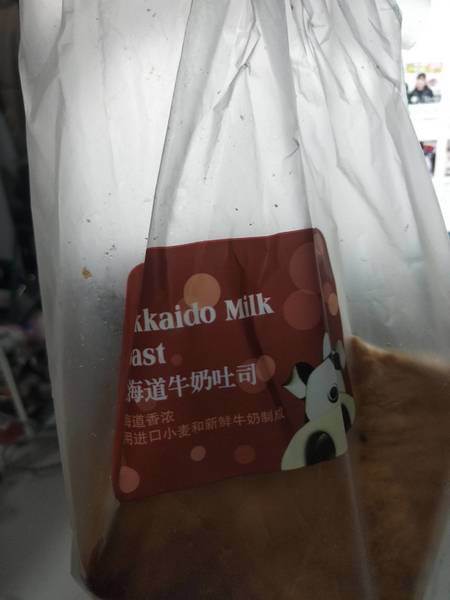 kkaido Milk
ast
海道牛奶吐司
海道香浓
用进口小麦和新鲜牛奶制成